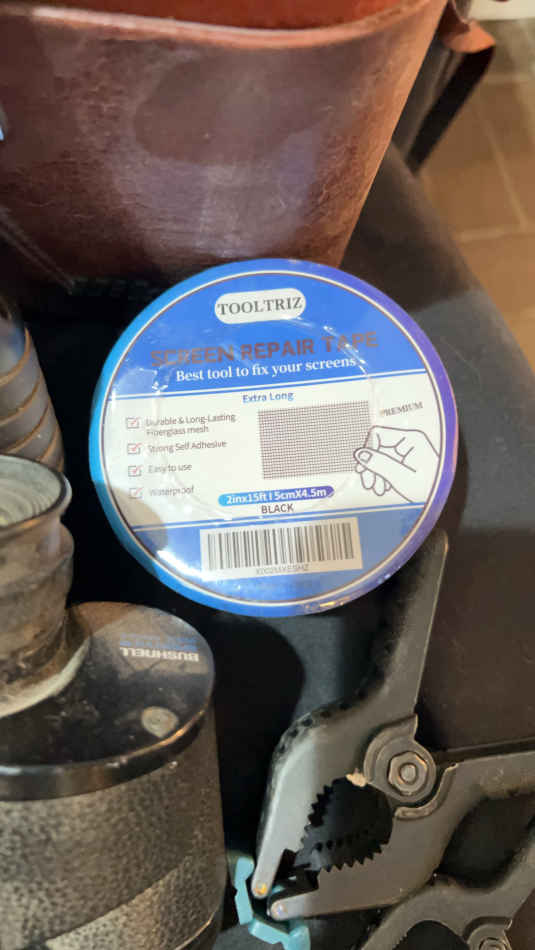 TOOLTRIZ
SCREEN REPAIR TAPE
Best tool to fix your screens
Extra Long
PREMIUM
Durable & Long-Lasting
Fiberglass mesh
Strong Self Adhesive
Easy to use
Waterproof
2inx15ft I 5cmX4.5m
BLACK
BUSHNELL